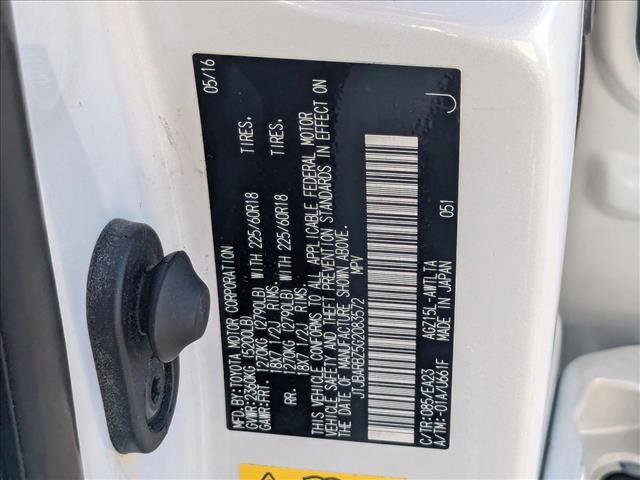 MFD. BY: TOYOTA MOTOR CORPORATION 05/16
GVWR: 2360KG (5200LB)
GAWR: FRT. 1270KG (2790LB) WITH 225/60R18 TIRES.
18X7 1/2J RIMS.
RR. 1270KG (2790LB) WITH 225/60R18 TIRES.
18X7 1/2J RIMS.
THIS VEHICLE CONFORMS TO ALL APPLICABLE FEDERAL MOTOR
VEHICLE SAFETY AND THEFT PREVENTION STANDARDS IN EFFECT ON
THE DATE OF MANUFACTURE SHOWN ABOVE.
JTJBARBZ5G2083572 MPV
051 J
C/TR: 085/EA23 AGZ15L-AWTLTA
A/TM: -01A/U661F MADE IN JAPAN